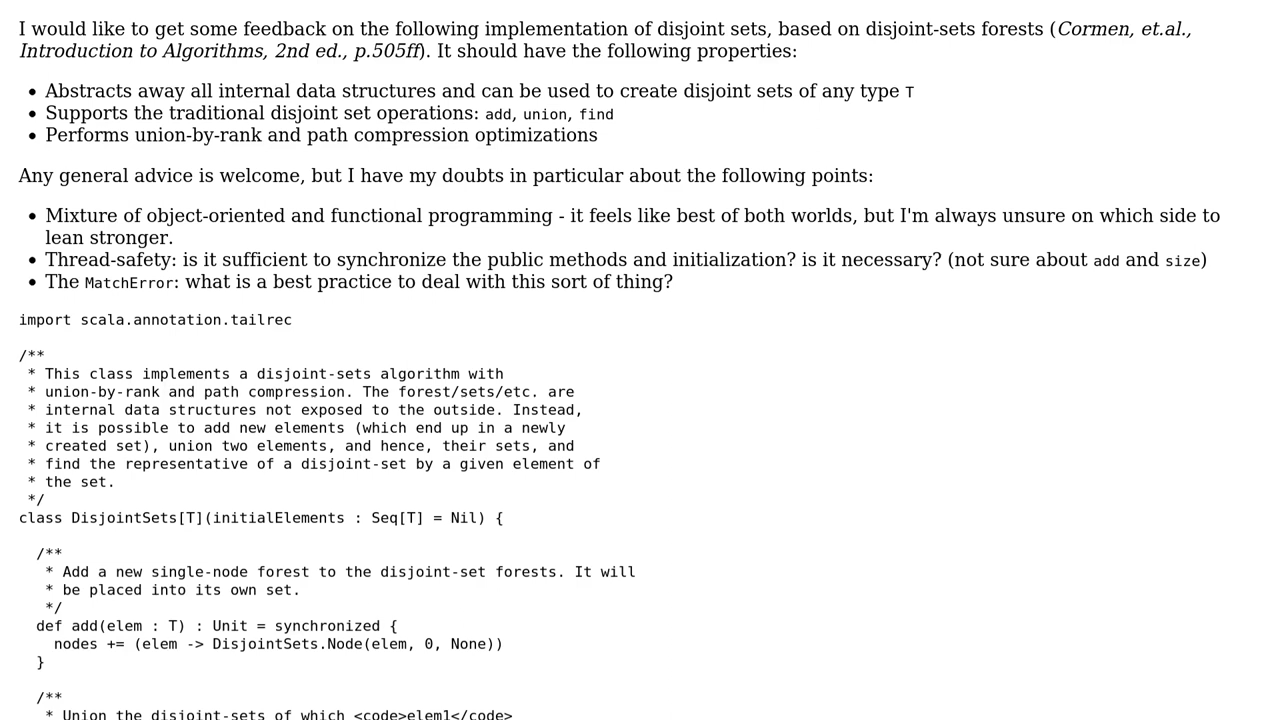 I would like to get some feedback on the following implementation of disjoint sets, based on disjoint-sets forests (Cormen, et.al.,
Introduction to Algorithms, 2nd ed., p.505ff). It should have the following properties:
• Abstracts away all internal data structures and can be used to create disjoint sets of any type T
• Supports the traditional disjoint set operations: add, union, find
• Performs union-by-rank and path compression optimizations
Any general advice is welcome, but I have my doubts in particular about the following points:
• Mixture of object-oriented and functional programming - it feels like best of both worlds, but I'm always unsure on which side to
lean stronger.
• Thread-safety: is it sufficient to synchronize the public methods and initialization? is it necessary? (not sure about add and size)
• The MatchError: what is a best practice to deal with this sort of thing?
import scala.annotation.tailrec
/**
 * This class implements a disjoint-sets algorithm with
 * union-by-rank and path compression. The forest/sets/etc. are
 * internal data structures not exposed to the outside. Instead,
 * it is possible to add new elements (which end up in a newly
 * created set), union two elements, and hence, their sets, and
 * find the representative of a disjoint-set by a given element of
 * the set.
 */
class DisjointSets[T](initialElements : Seq[T] = Nil) {
  /**
   * Add a new single-node forest to the disjoint-set forests. It will
   * be placed into its own set.
   */
  def add(elem : T) : Unit = synchronized {
    nodes += (elem -> DisjointSets.Node(elem, 0, None))
  }
  /**
   * Union the disjoint-sets of which <code>elem1</code>